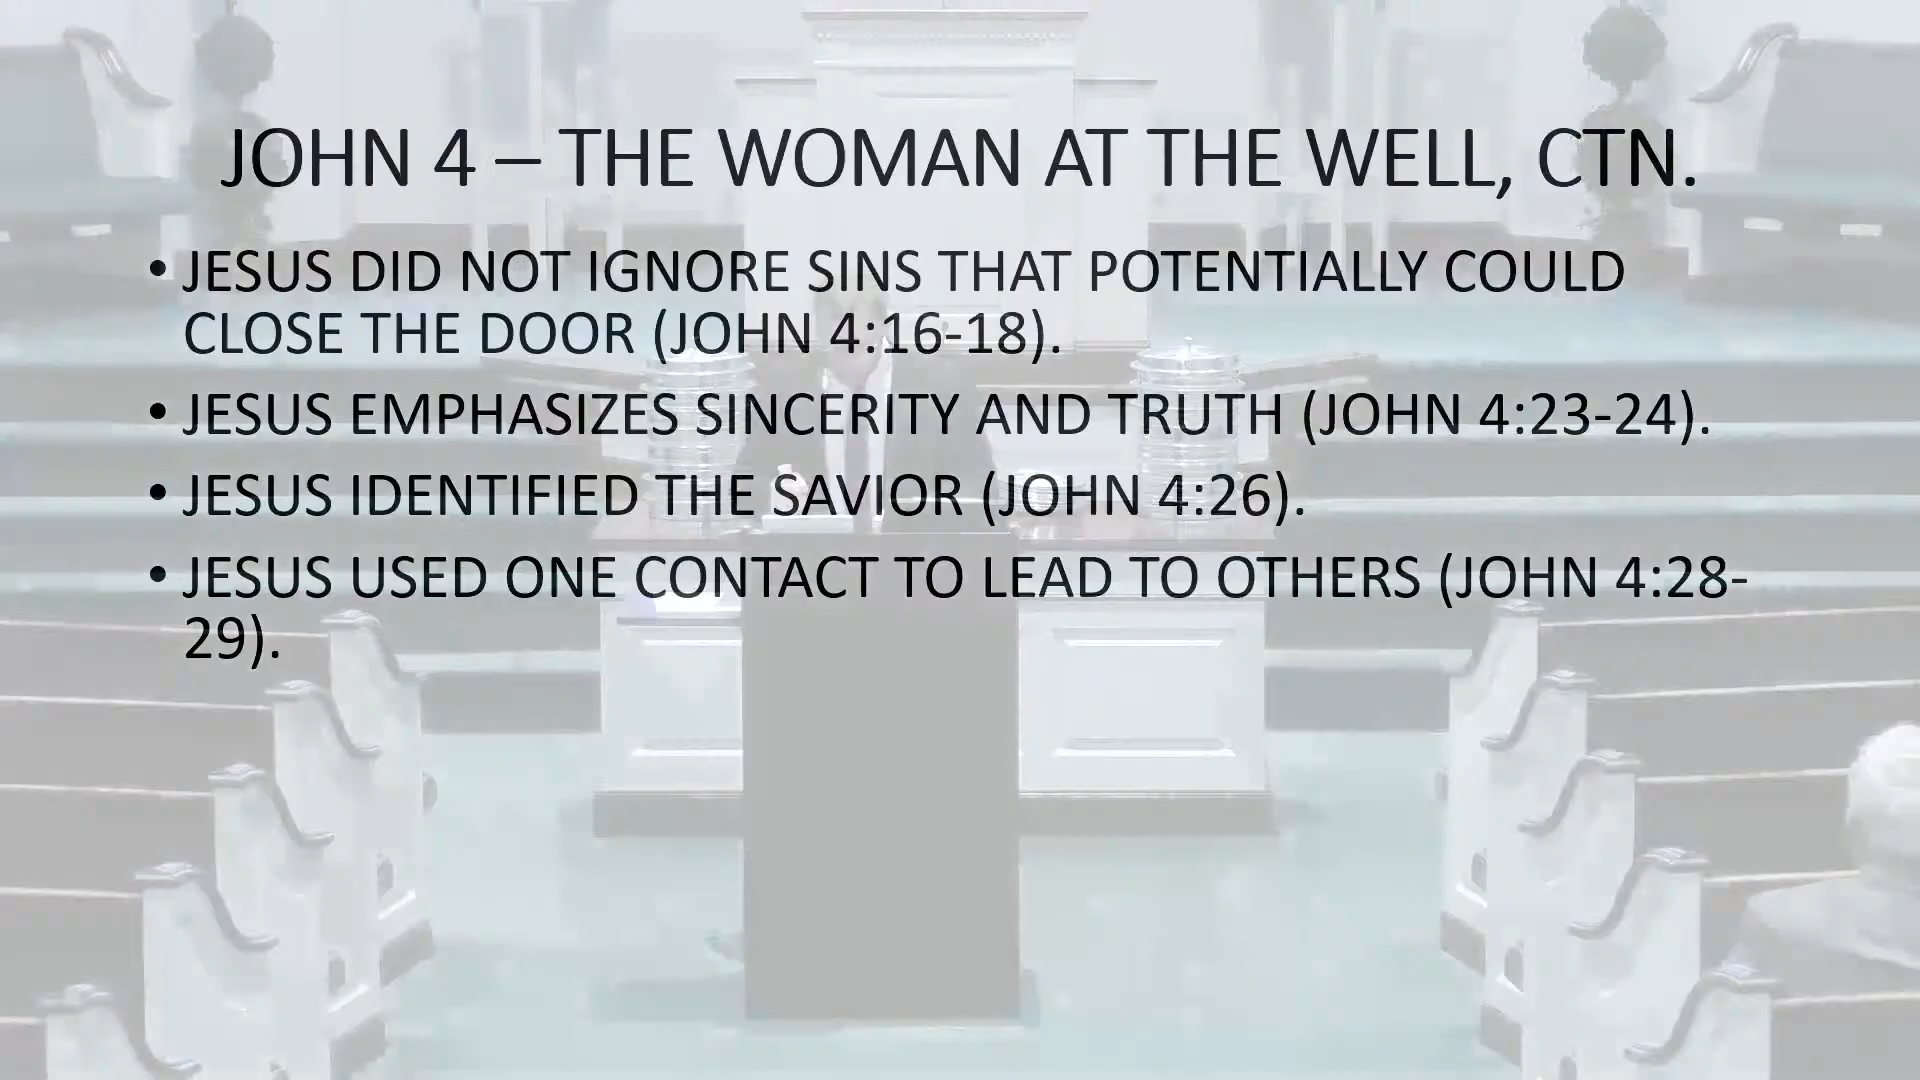 JOHN 4 – THE WOMAN AT THE WELL, CTN.
• JESUS DID NOT IGNORE SINS THAT POTENTIALLY COULD
CLOSE THE DOOR (JOHN 4:16-18).
• JESUS EMPHASIZES SINCERITY AND TRUTH (JOHN 4:23-24).
• JESUS IDENTIFIED THE SAVIOR (JOHN 4:26).
• JESUS USED ONE CONTACT TO LEAD TO OTHERS (JOHN 4:28-
29).